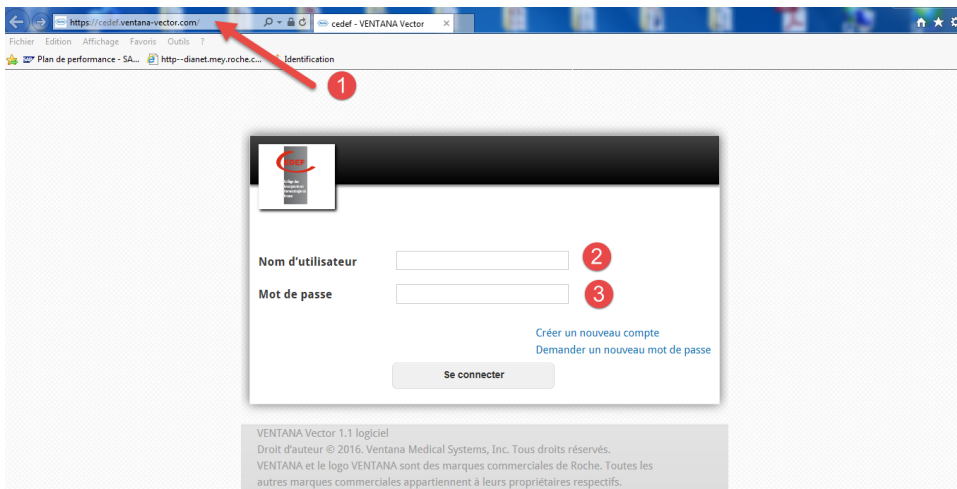 https://cedef.ventana-vector.com/
cedef - VENTANA Vector ×
Fichier Edition Affichage Favoris Outils ?
Plan de performance - SA... http--dianet.mey.roche.c... Identification
1
CEDEF
Nom d'utilisateur
2
Mot de passe
3
Créer un nouveau compte
Demander un nouveau mot de passe
Se connecter
VENTANA Vector 1.1 logiciel
Droit d'auteur © 2016. Ventana Medical Systems, Inc. Tous droits réservés.
VENTANA et le logo VENTANA sont des marques commerciales de Roche. Toutes les
autres marques commerciales appartiennent à leurs propriétaires respectifs.